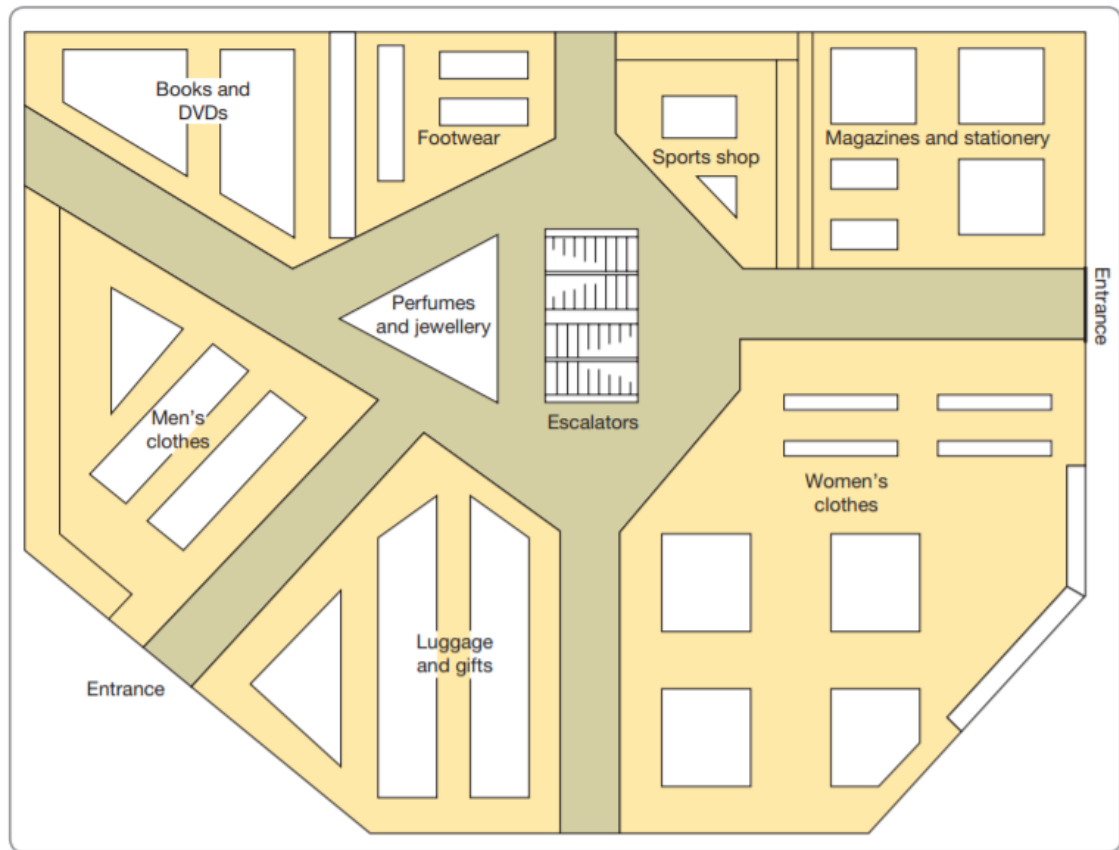 Books and
DVDs
Footwear
Sports shop
Magazines and stationery
Entrance
Perfumes
and jewellery
Escalators
Men's
clothes
Women's
clothes
Luggage
and gifts
Entrance